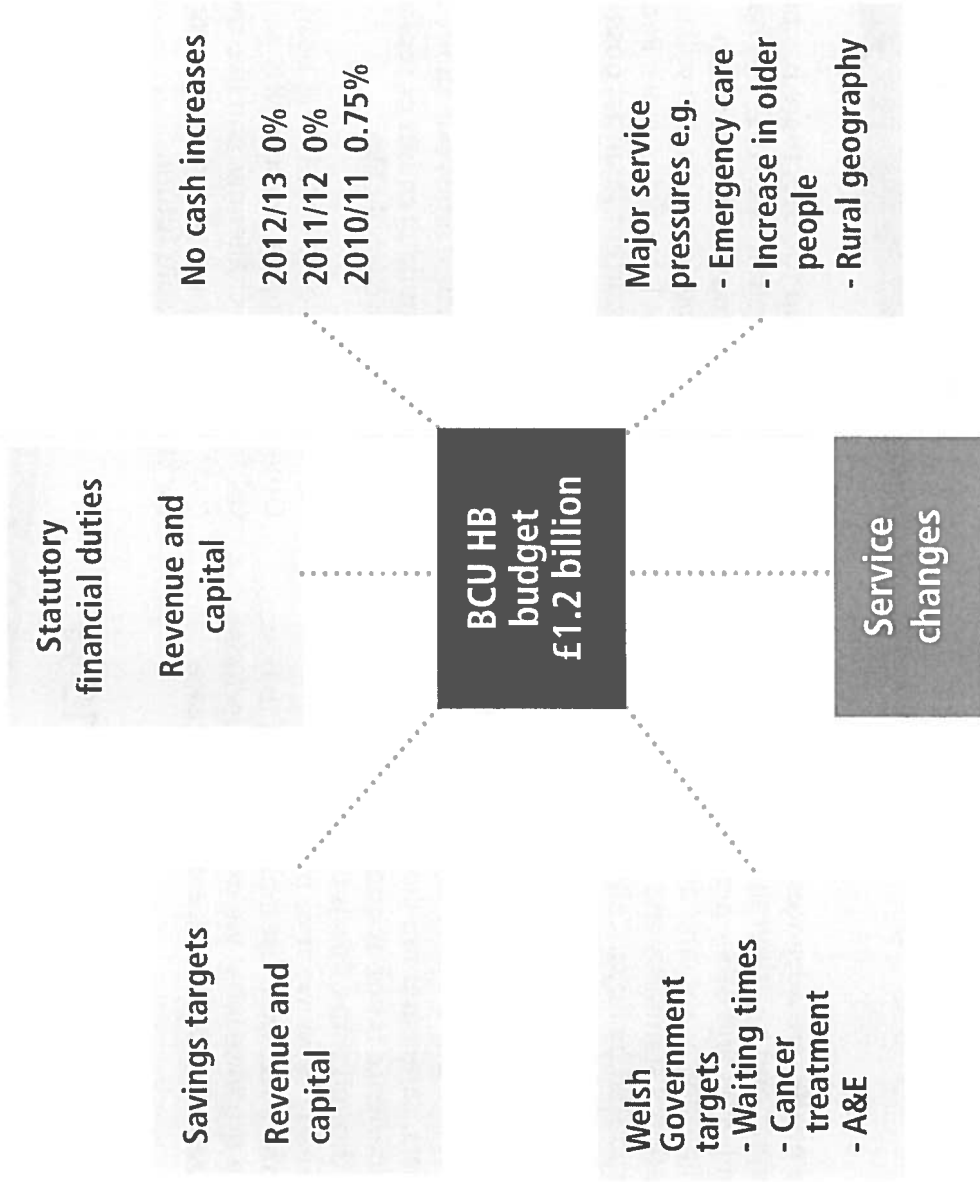 Statutory
financial duties
Revenue and
capital
Savings targets
Revenue and
capital
No cash increases
2012/13 0%
2011/12 0%
2010/11 0.75%
BCU HB
budget
£1.2 billion
Welsh
Government
targets
- Waiting times
- Cancer
treatment
- A&E
Service
changes
Major service
pressures e.g.
- Emergency care
- Increase in older
people
- Rural geography